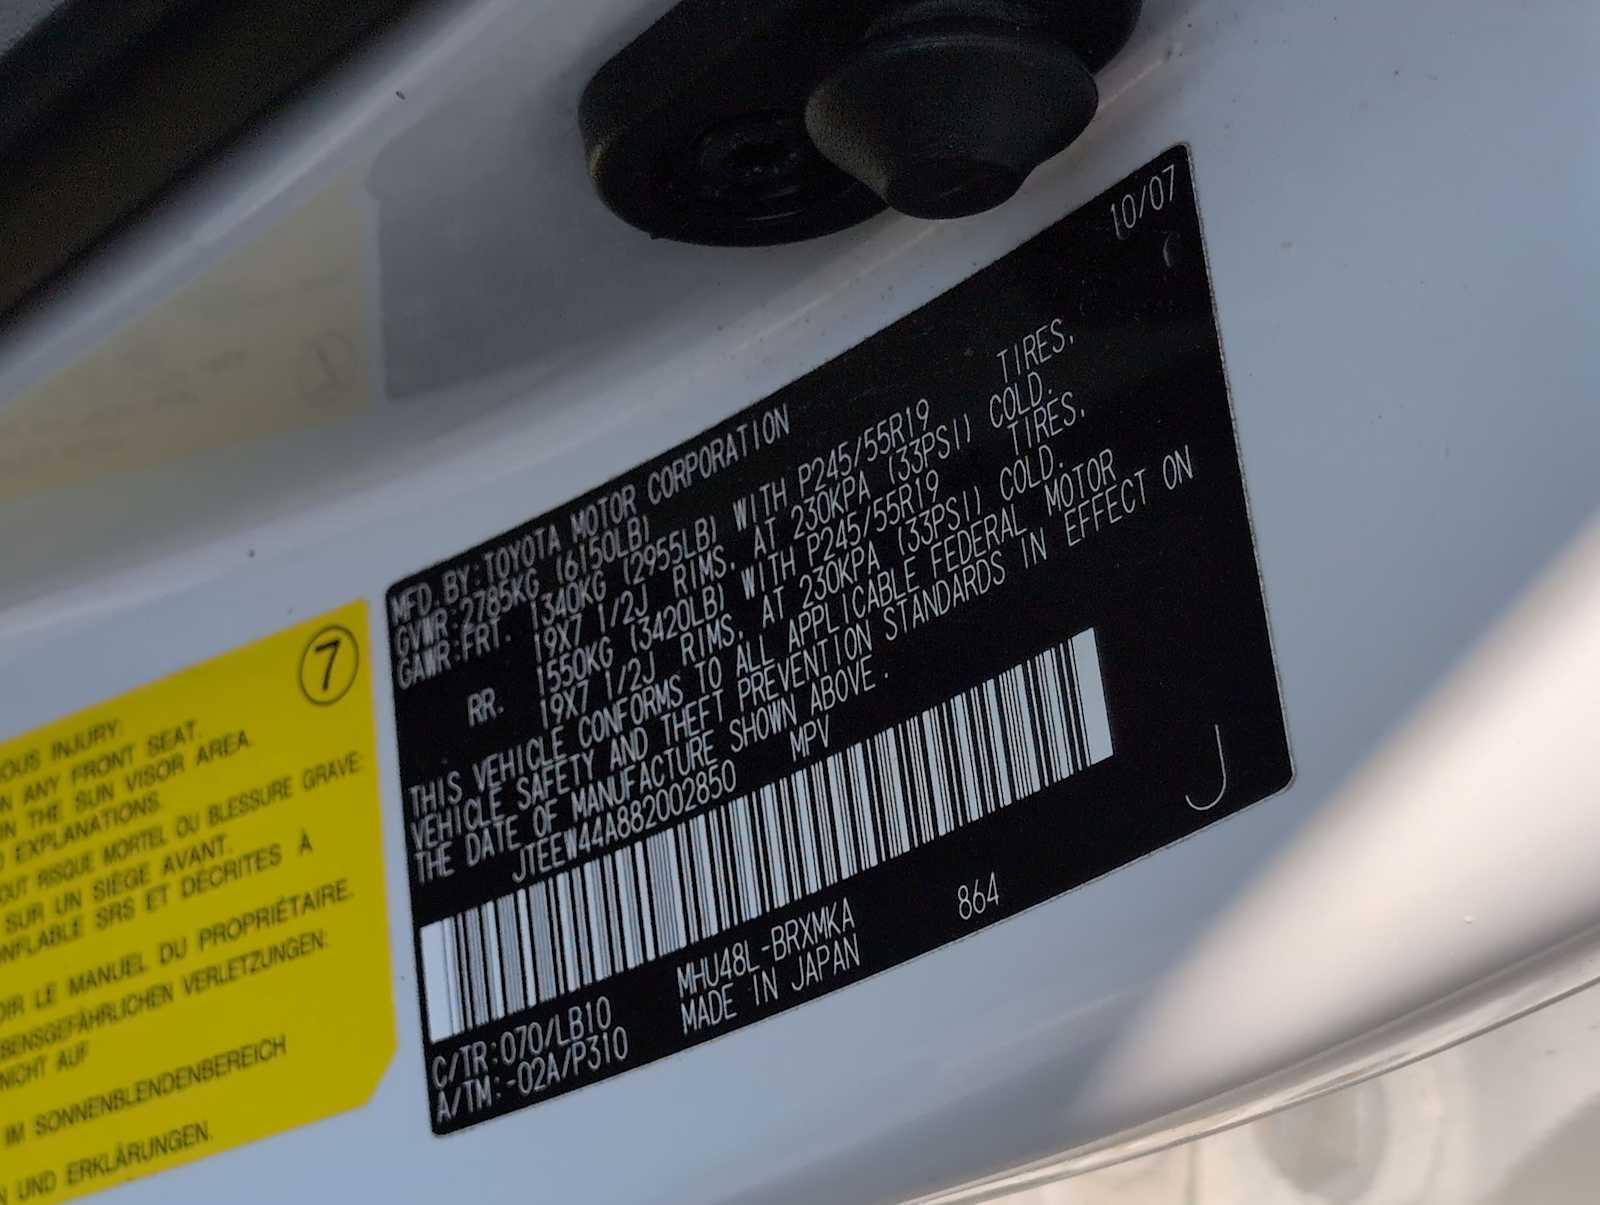 10/07
MFD. BY: TOYOTA MOTOR CORPORATION
GVWR: 2785KG (6150LB)
GAWR: FRT. 1340KG (2955LB) WITH P245/55R19 TIRES,
19X7 1/2J RIMS, AT 230KPA (33PSI) COLD.
RR. 1550KG (3420LB) WITH P245/55R19 TIRES,
19X7 1/2J RIMS, AT 230KPA (33PSI) COLD.
THIS VEHICLE CONFORMS TO ALL APPLICABLE FEDERAL MOTOR
VEHICLE SAFETY AND THEFT PREVENTION STANDARDS IN EFFECT ON
THE DATE OF MANUFACTURE SHOWN ABOVE.
JTEEW44A882002850 MPV
J
C/TR: 070/LB10 MHU48L-BRXMKA 864
A/TM: -02A/P310 MADE IN JAPAN
7
OUS INJURY:
ON ANY FRONT SEAT.
IN THE SUN VISOR AREA.
D EXPLANATIONS.
OUT RISQUE MORTEL OU BLESSURE GRAVE:
SUR UN SIÈGE AVANT.
ONFLABLE SRS ET DÉCRITES À
OIR LE MANUEL DU PROPRIÉTAIRE.
BENSGEFÄHRLICHEN VERLETZUNGEN:
NICHT AUF
IM SONNENBLENDENBEREICH
N UND ERKLÄRUNGEN.